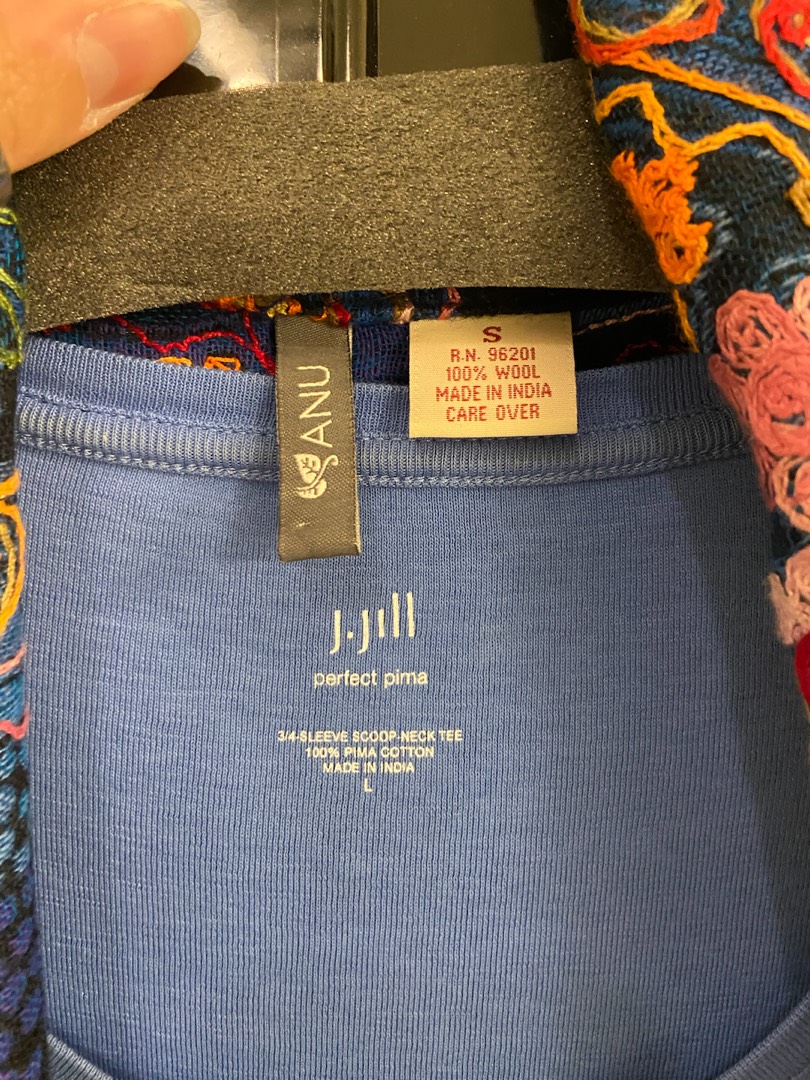 ANU
S
R.N. 96201
100% WOOL
MADE IN INDIA
CARE OVER
J.Jill
perfect pima
3/4-SLEEVE SCOOP-NECK TEE
100% PIMA COTTON
MADE IN INDIA
L